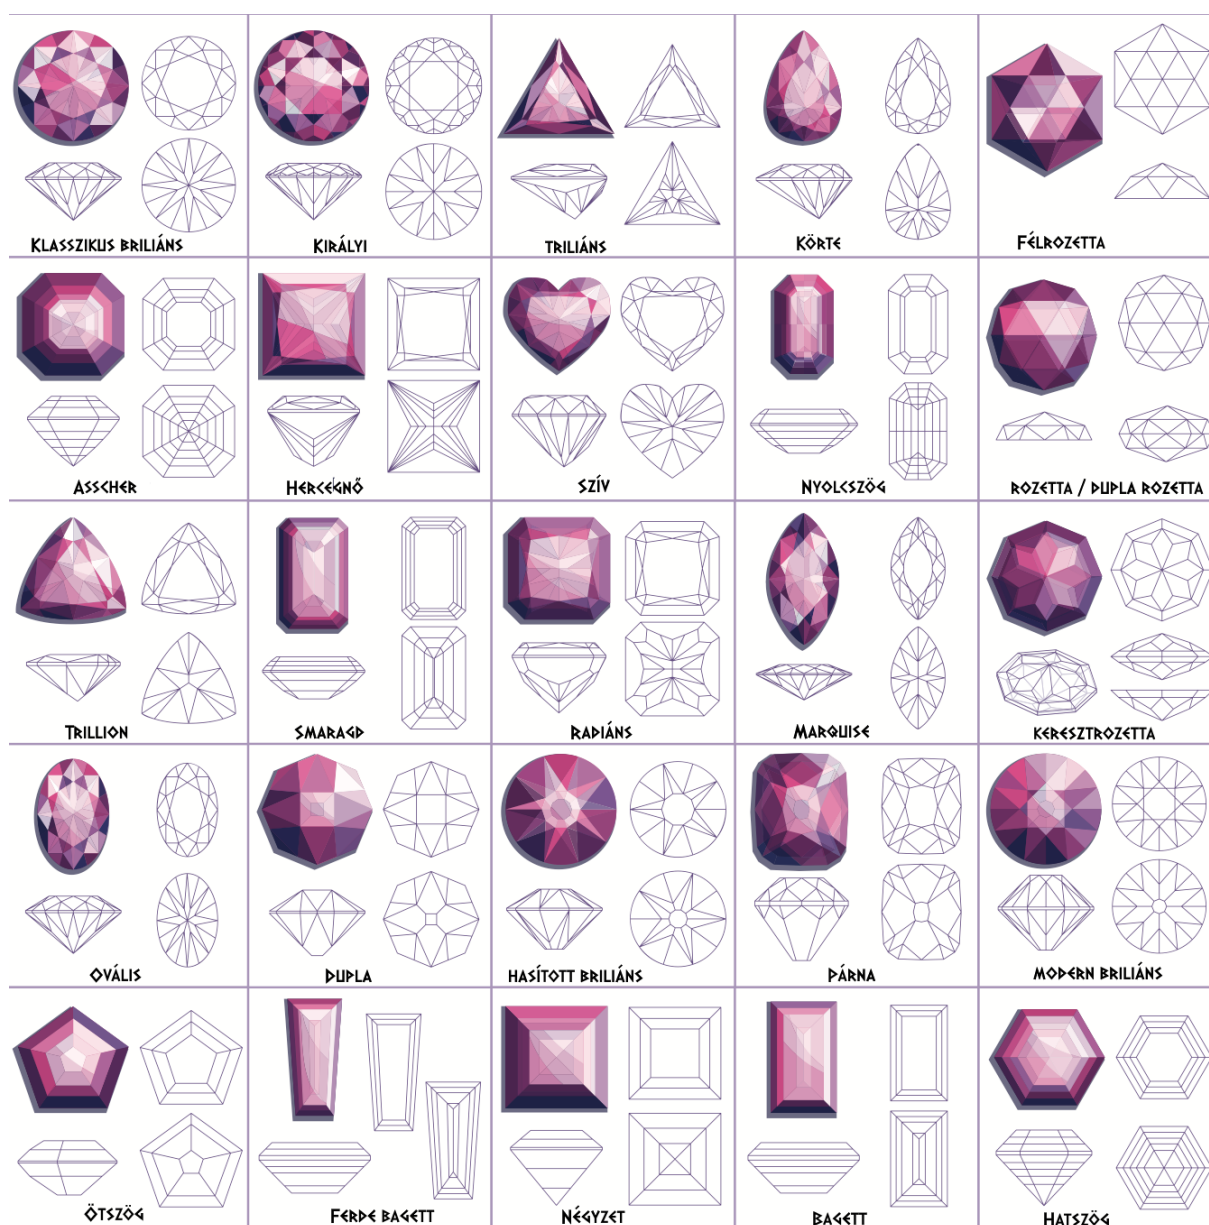 KLASSZIKUS BRILIÁNS
KIRÁLYI
TRILIÁNS
KÖRTE
FÉLROZETTA
ASSCHER
HERCEGNŐ
SZÍV
NYOLCSZÖG
ROZETTA / DUPLA ROZETTA
TRILLION
SMARAGD
RADIÁNS
MARQUISE
KERESZTROZETTA
OVÁLIS
DUPLA
HASÍTOTT BRILIÁNS
PÁRNA
MODERN BRILIÁNS
ÖTSZÖG
FERDE BAGETT
NÉGYZET
BAGETT
HATSZÖG